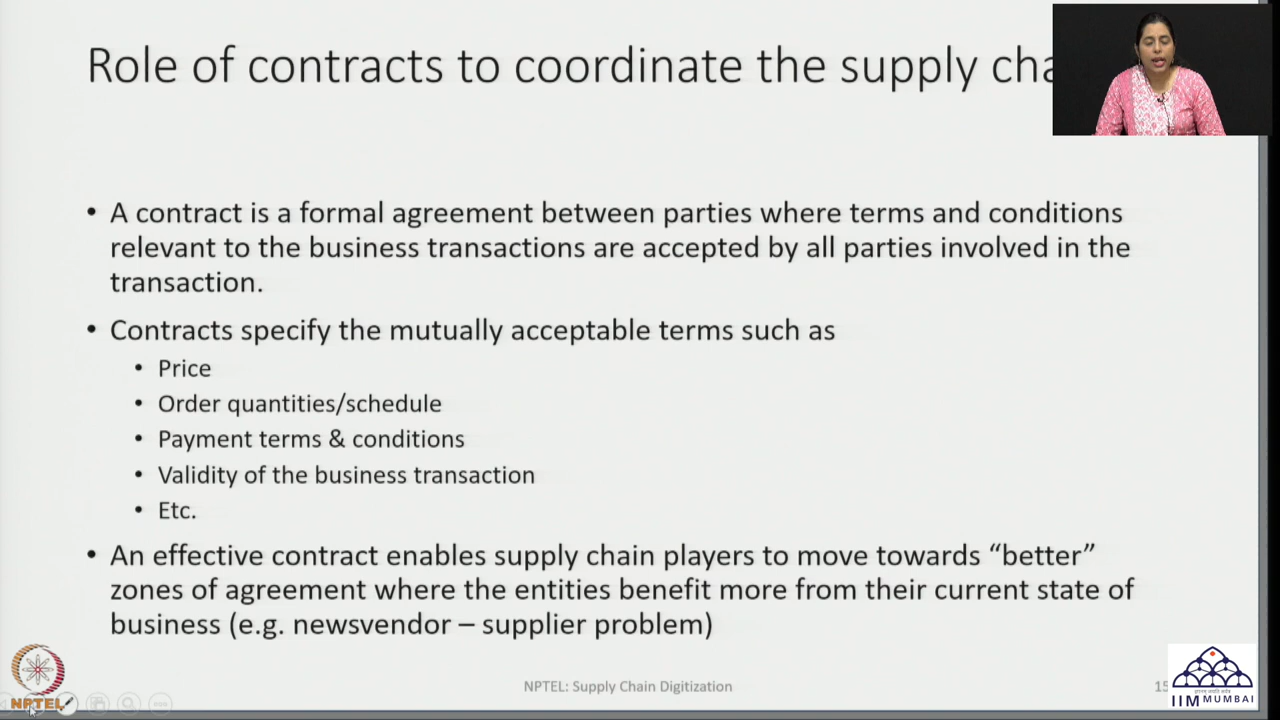 Role of contracts to coordinate the supply
• A contract is a formal agreement between parties where terms and conditions
relevant to the business transactions are accepted by all parties involved in the
transaction.
• Contracts specify the mutually acceptable terms such as
• Price
• Order quantities/schedule
• Payment terms & conditions
• Validity of the business transaction
• Etc.
• An effective contract enables supply chain players to move towards “better”
zones of agreement where the entities benefit more from their current state of
business (e.g. newsvendor – supplier problem)
NPTEL
NPTEL: Supply Chain Digitization
IIM MUMBAI